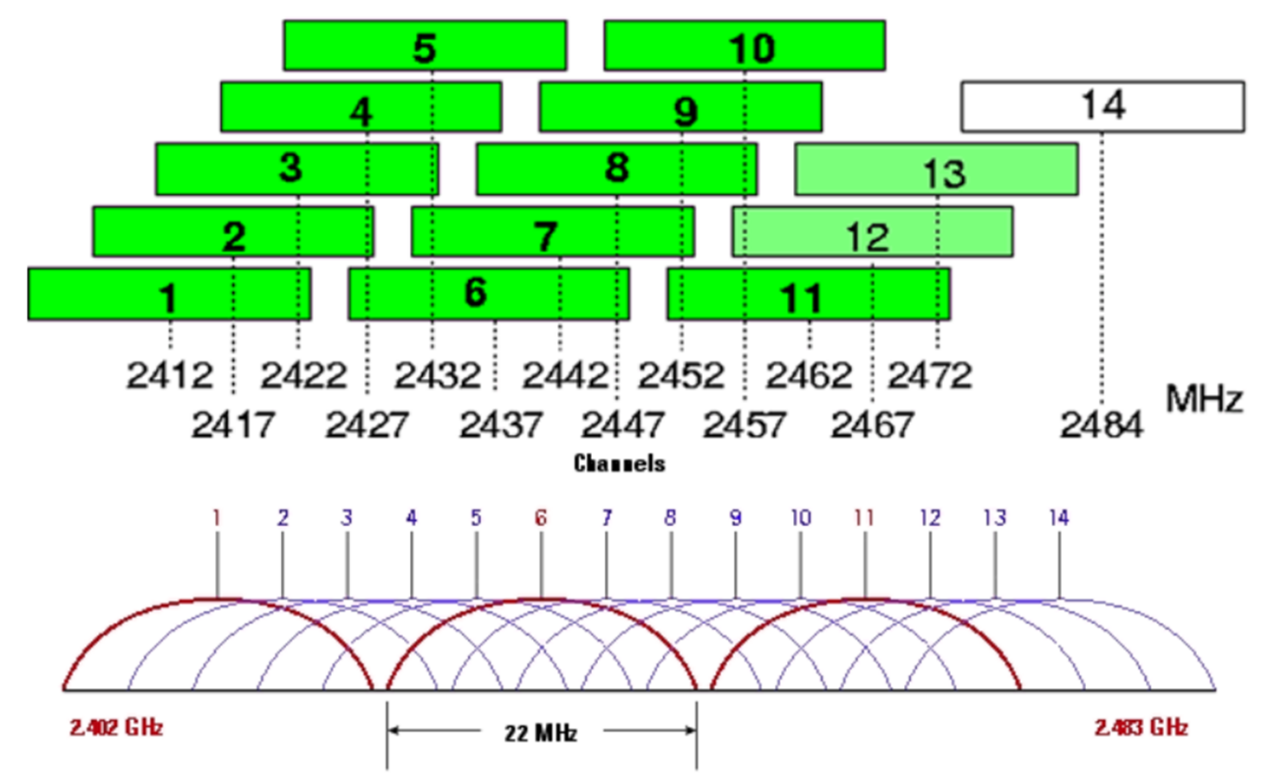 5 10
4 9 14
3 8 13
2 7 12
1 6 11
2412 2422 2432 2442 2452 2462 2472
MHz
2417 2427 2437 2447 2457 2467 2484
Channels
1 2 3 4 5 6 7 8 9 10 11 12 13 14
2.402 GHz 2.483 GHz
22 MHz